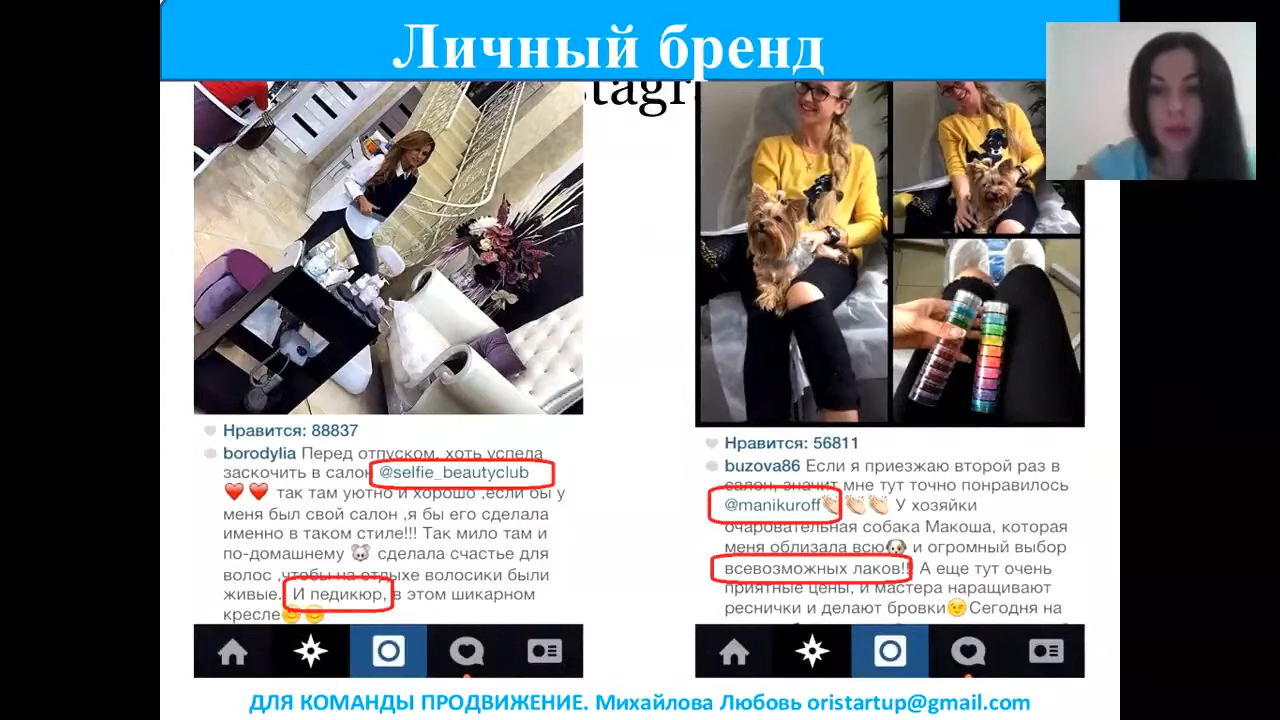 Личный бренд
stagr
Нравится: 88837
borodylia Перед отпуском, хоть успела
заскочить в салон @selfie_beautyclub
❤️ ❤️ так там уютно и хорошо ,если бы у
меня был свой салон ,я бы его сделала
именно в таком стиле!!! Так мило там и
по-домашнему 🐭 сделала счастье для
волос ,чтобы на отдыхе волосики были
живые. И педикюр, в этом шикарном
кресле😊😊
Нравится: 56811
buzova86 Если я приезжаю второй раз в
салон, значит мне тут точно понравилось
@manikuroff👏👏👏 У хозяйки
очаровательная собака Макоша, которая
меня облизала всю🐶 и огромный выбор
всевозможных лаков!! А еще тут очень
приятные цены, и мастера наращивают
реснички и делают бровки😉Сегодня на
ДЛЯ КОМАНДЫ ПРОДВИЖЕНИЕ. Михайлова Любовь oristartup@gmail.com